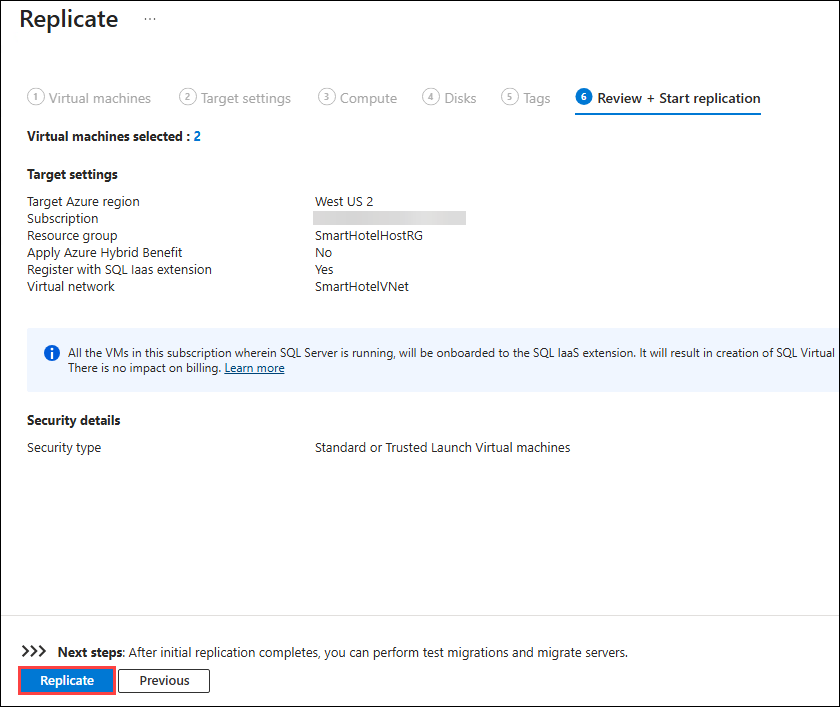 Replicate ...
1 Virtual machines 2 Target settings 3 Compute 4 Disks 5 Tags 6 Review + Start replication
Virtual machines selected : 2
Target settings
Target Azure region West US 2
Subscription
Resource group SmartHotelHostRG
Apply Azure Hybrid Benefit No
Register with SQL Iaas extension Yes
Virtual network SmartHotelVNet
All the VMs in this subscription wherein SQL Server is running, will be onboarded to the SQL IaaS extension. It will result in creation of SQL Virtual
There is no impact on billing. Learn more
Security details
Security type Standard or Trusted Launch Virtual machines
>>> Next steps: After initial replication completes, you can perform test migrations and migrate servers.
Replicate Previous